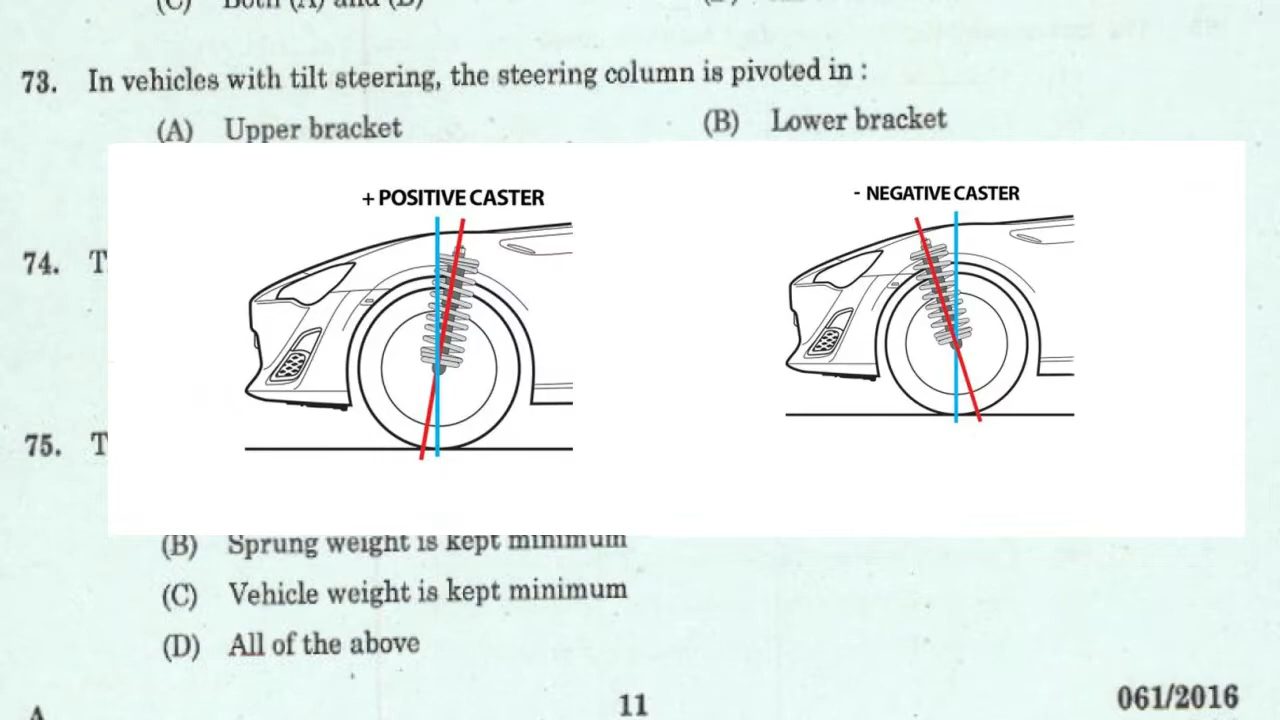 (C) Both (A) and (B)
73. In vehicles with tilt steering, the steering column is pivoted in :
(A) Upper bracket (B) Lower bracket
+ POSITIVE CASTER - NEGATIVE CASTER
74. T
75. T
(B) Sprung weight is kept minimum
(C) Vehicle weight is kept minimum
(D) All of the above
A 11 061/2016